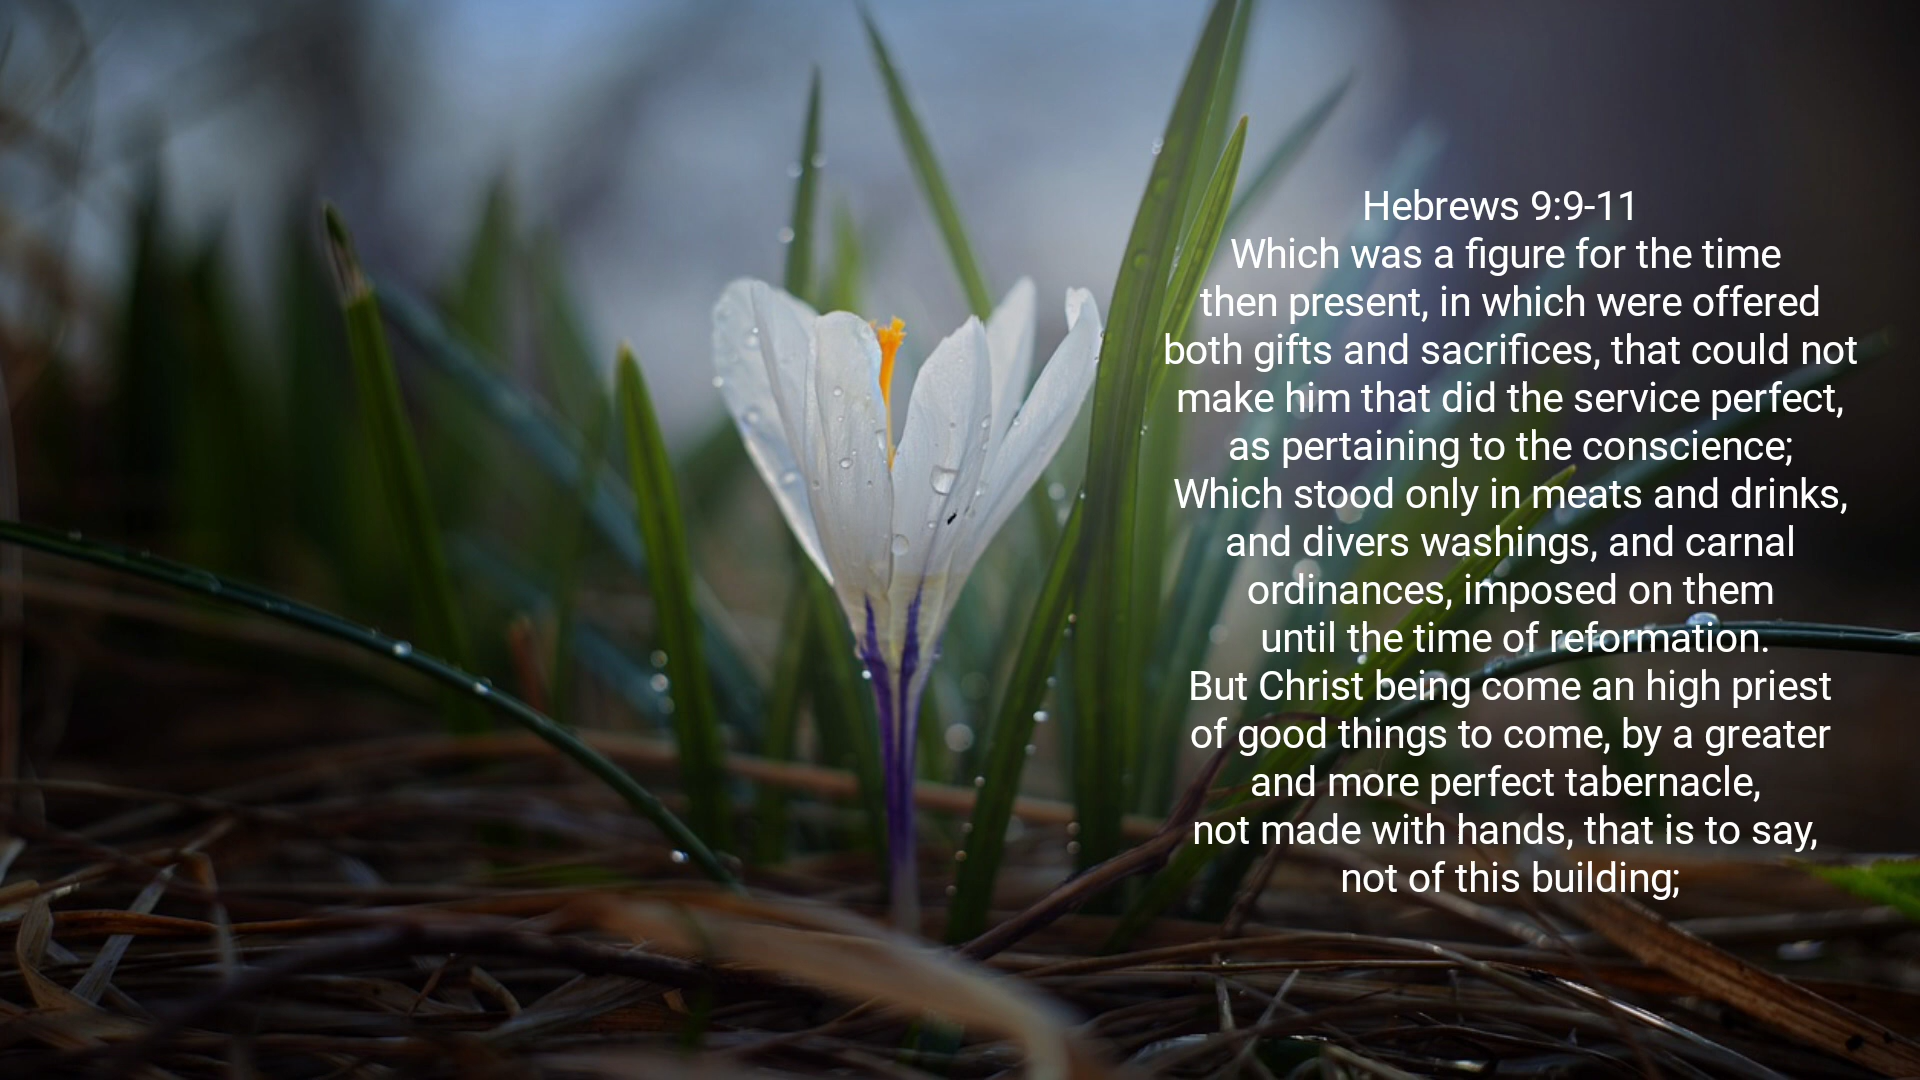 Hebrews 9:9-11
Which was a figure for the time
then present, in which were offered
both gifts and sacrifices, that could not
make him that did the service perfect,
as pertaining to the conscience;
Which stood only in meats and drinks,
and divers washings, and carnal
ordinances, imposed on them
until the time of reformation.
But Christ being come an high priest
of good things to come, by a greater
and more perfect tabernacle,
not made with hands, that is to say,
not of this building;